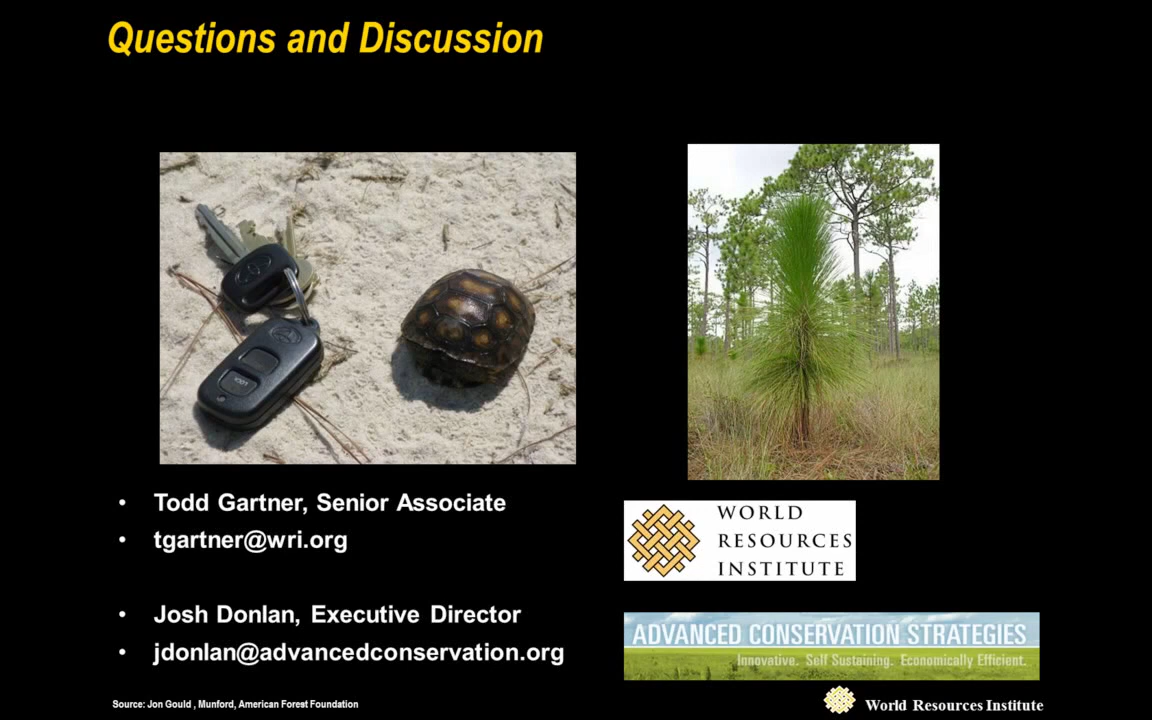 Questions and Discussion
Todd Gartner, Senior Associate
tgartner@wri.org
Josh Donlan, Executive Director
jdonlan@advancedconservation.org
WORLD
RESOURCES
INSTITUTE
ADVANCED CONSERVATION STRATEGIES
Innovative. Self Sustaining. Economically Efficient.
Source: Jon Gould , Munford, American Forest Foundation
World Resources Institute